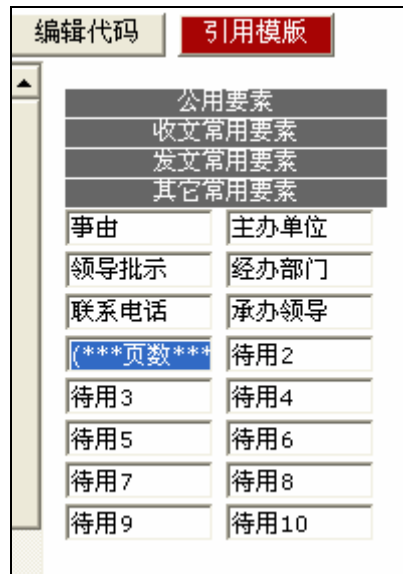 编辑代码 引用模版
公用要素
收文常用要素
发文常用要素
其它常用要素
事由 主办单位
领导批示 经办部门
联系电话 承办领导
(***页数*** 待用2
待用3 待用4
待用5 待用6
待用7 待用8
待用9 待用10